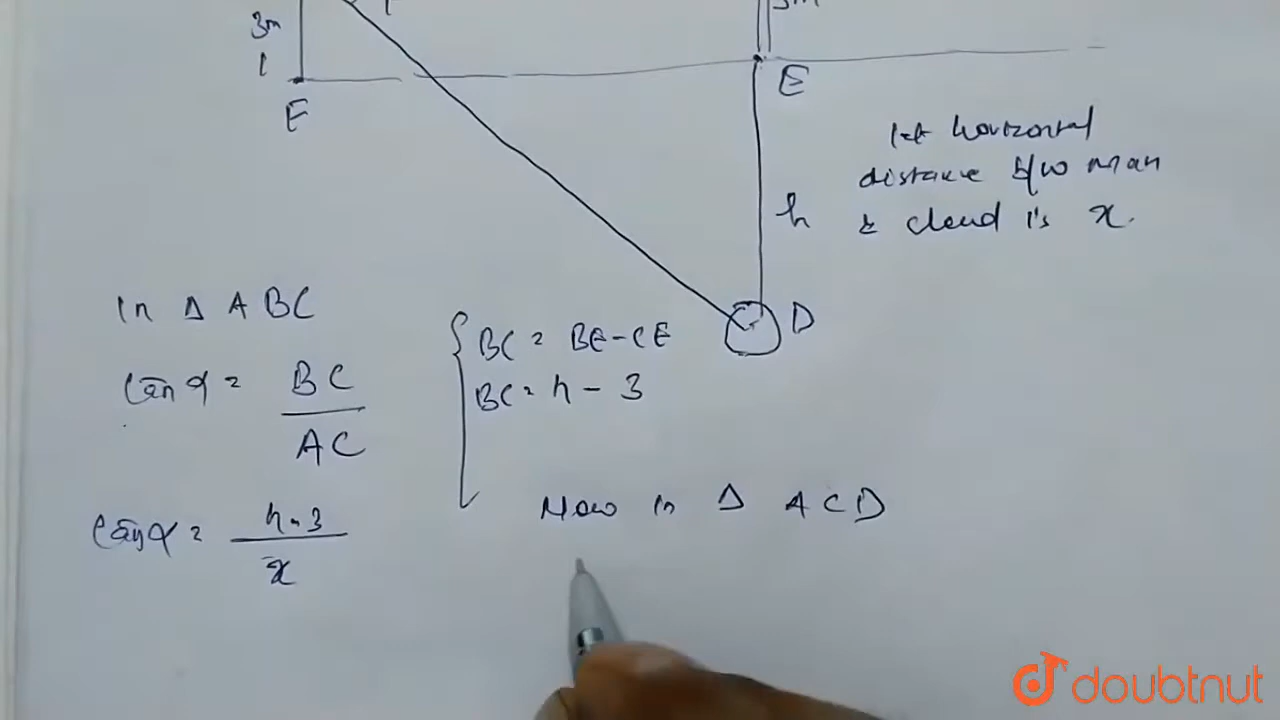 3m
3m
E
E
let horizontal
distance b/w man
& cloud is x.
h
D
In Δ ABC
tan α = BC
AC
BC = BE - CE
BC = h - 3
Now in Δ ACD
tan α = h - 3
x
doubtnut